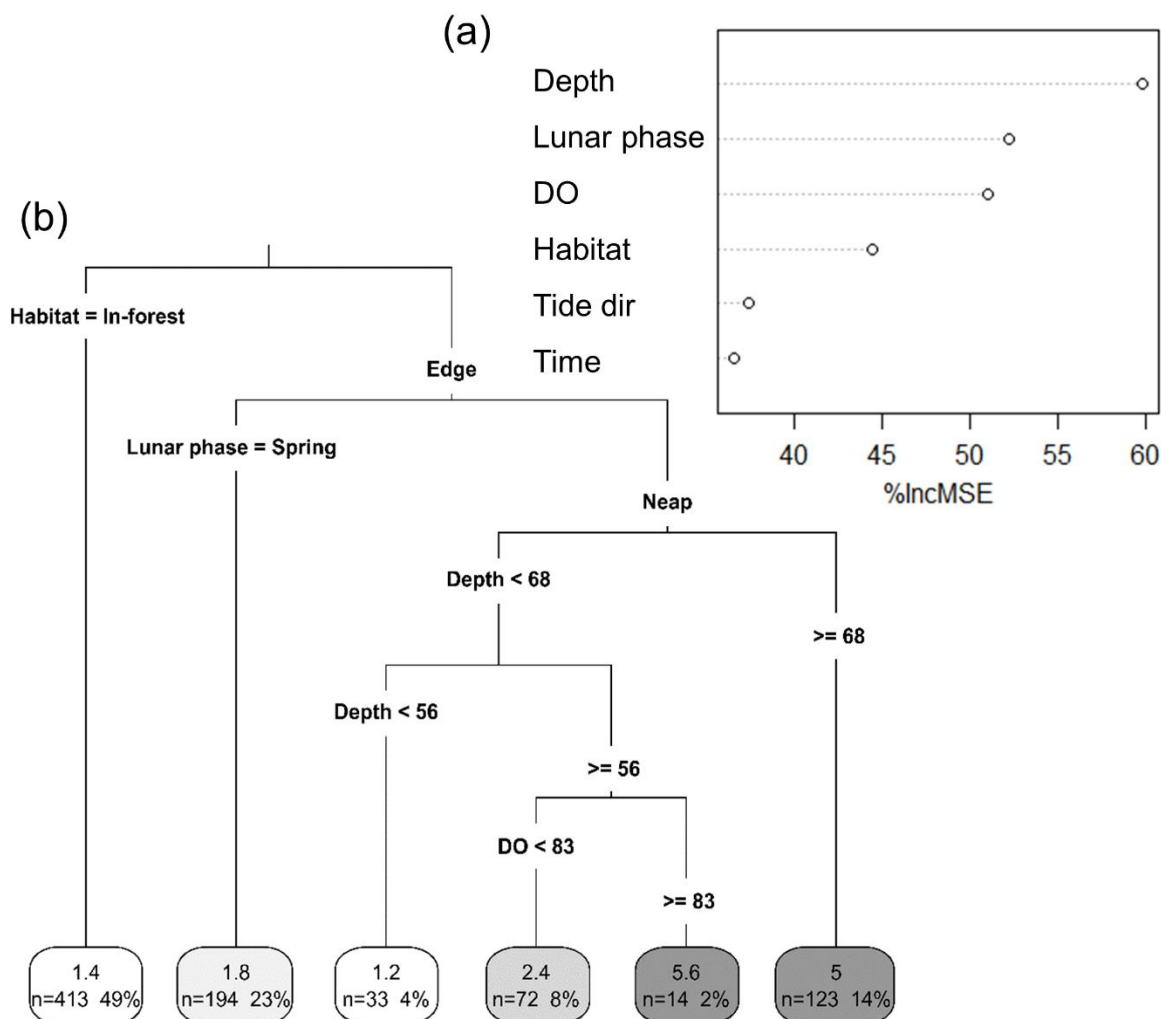 (a)
Depth
Lunar phase
DO
Habitat
Tide dir
Time
40 45 50 55 60
%IncMSE
(b)
Habitat = In-forest
Edge
Lunar phase = Spring
Neap
Depth < 68
>= 68
Depth < 56
>= 56
DO < 83
>= 83
1.4
n=413 49%
1.8
n=194 23%
1.2
n=33 4%
2.4
n=72 8%
5.6
n=14 2%
5
n=123 14%